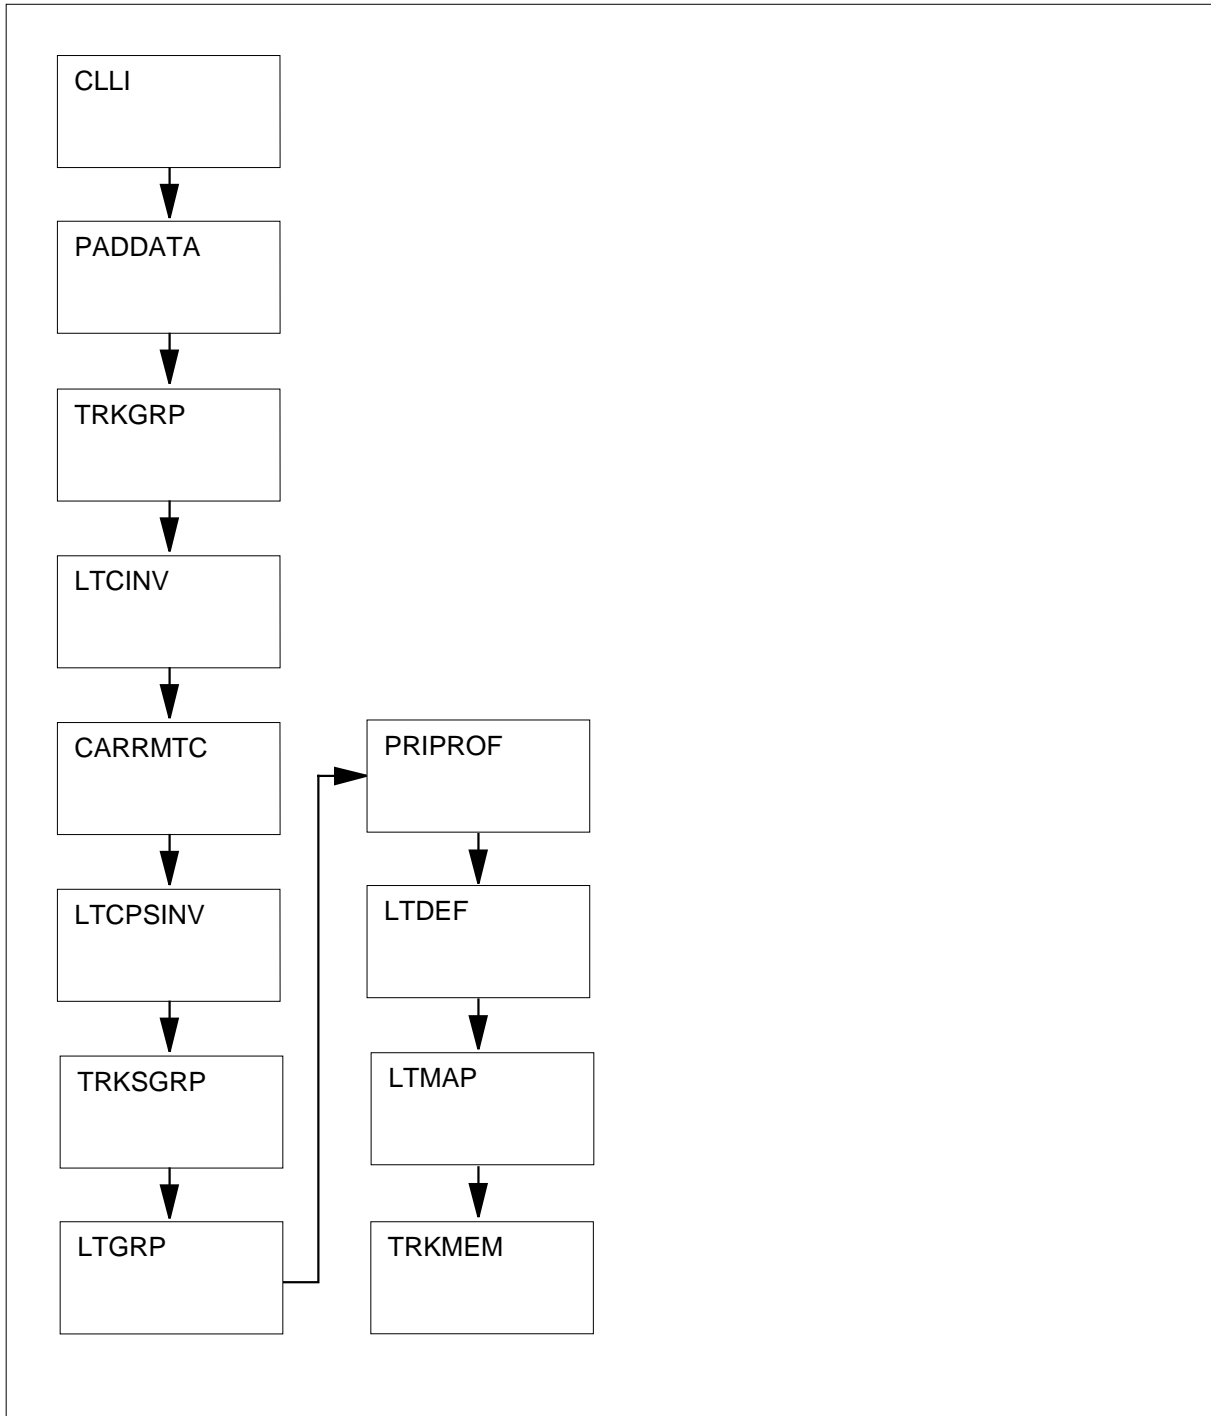 CLLI
PADDATA
TRKGRP
LTCINV
CARRMTC
LTCPSINV
TRKSGRP
LTGRP
PRIPROF
LTDEF
LTMAP
TRKMEM